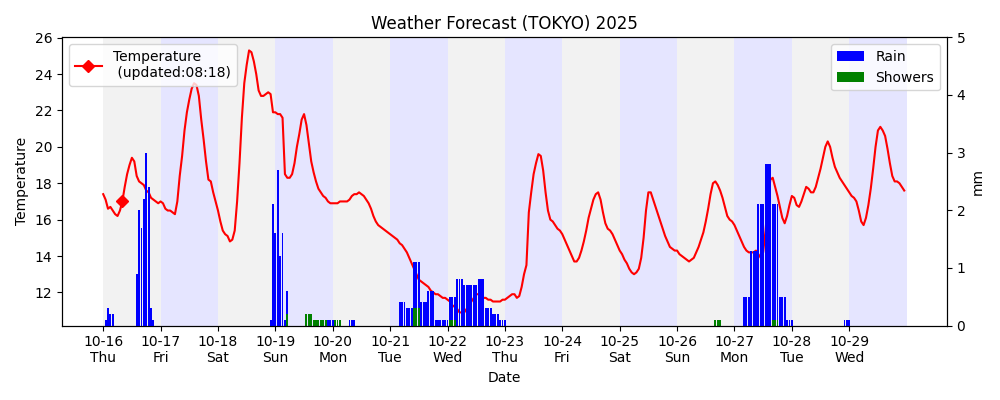 Weather Forecast (TOKYO) 2025
Temperature
(updated:08:18)
Rain
Showers
Temperature
26
24
22
20
18
16
14
12
5
4
3
2
1
0
mm
10-16 10-17 10-18 10-19 10-20 10-21 10-22 10-23 10-24 10-25 10-26 10-27 10-28 10-29
Thu Fri Sat Sun Mon Tue Wed Thu Fri Sat Sun Mon Tue Wed
Date